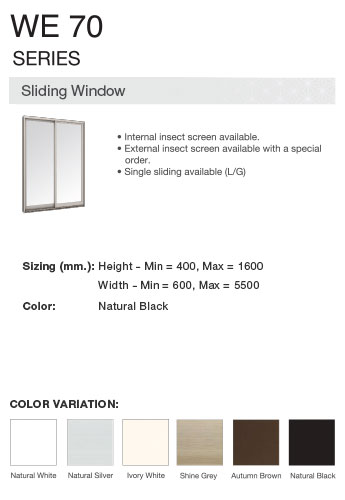 WE 70
SERIES
Sliding Window
• Internal insect screen available.
• External insect screen available with a special
order.
• Single sliding available (L/G)
Sizing (mm.): Height - Min = 400, Max = 1600
Width - Min = 600, Max = 5500
Color: Natural Black
COLOR VARIATION:
Natural White Natural Silver Ivory White Shine Grey Autumn Brown Natural Black